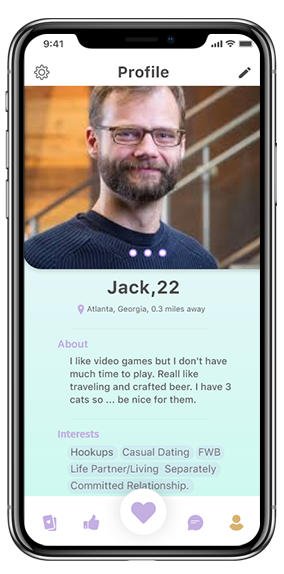 9:41
Profile
Jack,22
Atlanta, Georgia, 0.3 miles away
About
I like video games but I don't have
much time to play. Reall like
traveling and crafted beer. I have 3
cats so ... be nice for them.
Interests
Hookups Casual Dating FWB
Life Partner/Living Separately
Committed Relationship.